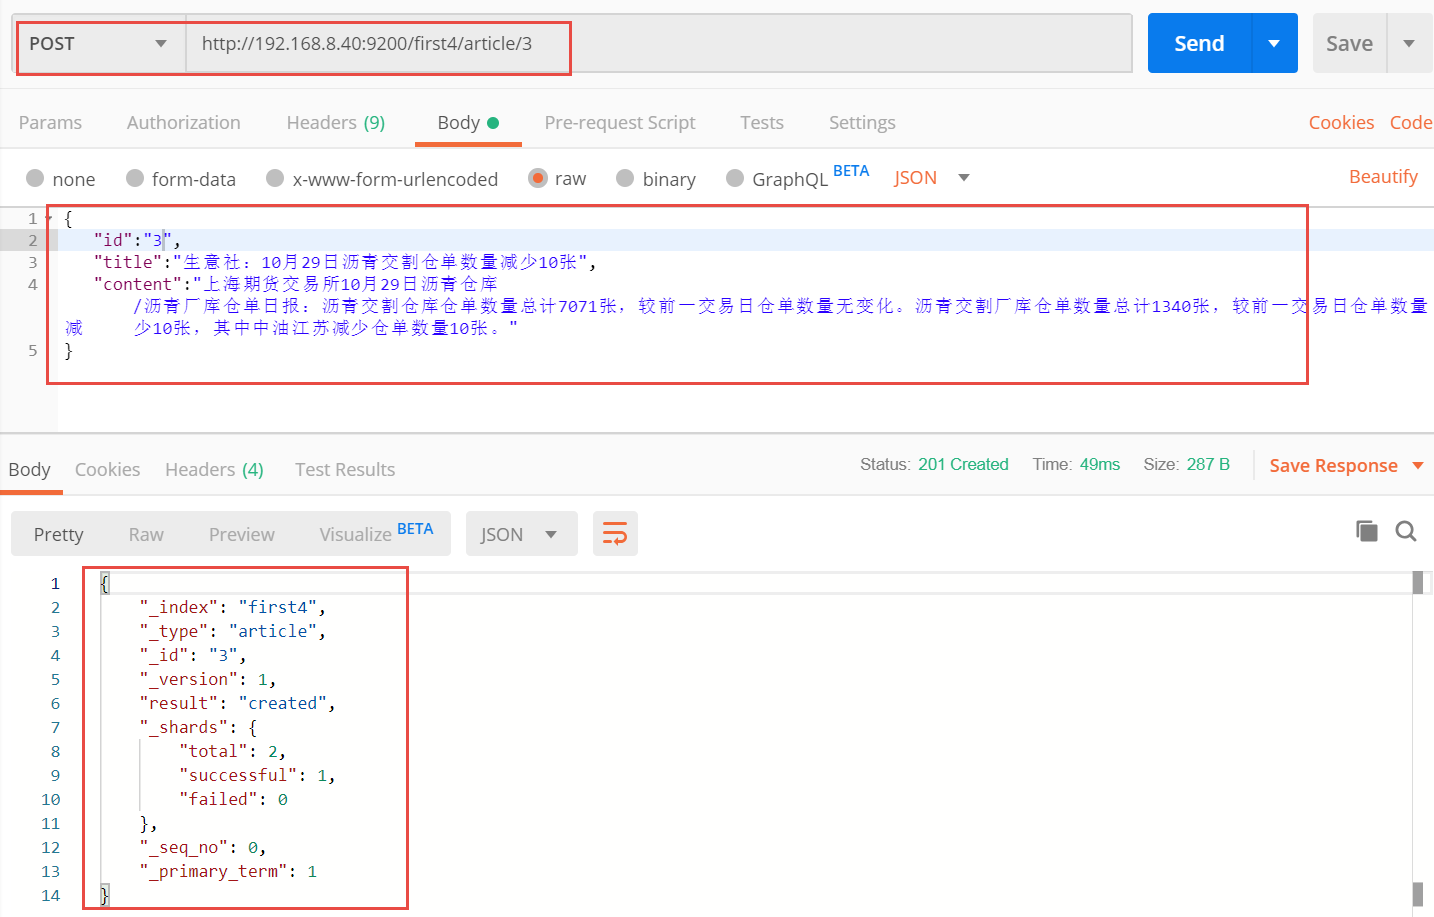 POST http://192.168.8.40:9200/first4/article/3 Send Save
Params Authorization Headers (9) Body Pre-request Script Tests Settings Cookies Code
none form-data x-www-form-urlencoded raw binary GraphQL BETA JSON Beautify
1 {
2 "id":"3",
3 "title":"生意社：10月29日沥青交割仓单数量减少10张",
4 "content":"上海期货交易所10月29日沥青仓库
/沥青厂库仓单日报：沥青交割仓库仓单数量总计7071张，较前一交易日仓单数量无变化。沥青交割厂库仓单数量总计1340张，较前一交易日仓单数量
减 少10张，其中中油江苏减少仓单数量10张。"
5 }
Body Cookies Headers (4) Test Results Status: 201 Created Time: 49ms Size: 287 B Save Response
Pretty Raw Preview Visualize BETA JSON
1 {
2 "_index": "first4",
3 "_type": "article",
4 "_id": "3",
5 "_version": 1,
6 "result": "created",
7 "_shards": {
8 "total": 2,
9 "successful": 1,
10 "failed": 0
11 },
12 "_seq_no": 0,
13 "_primary_term": 1
14 }